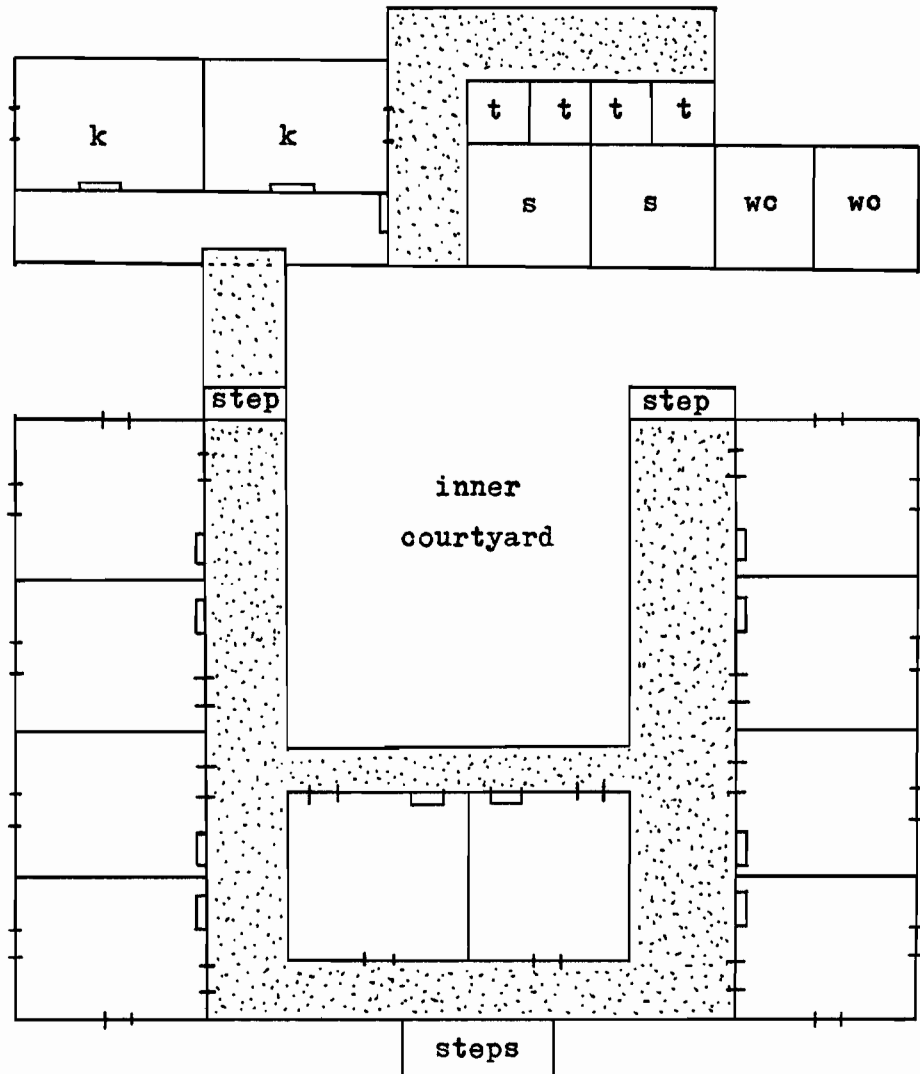 t t t t
k k
s s wc wc
step step
inner
courtyard
steps